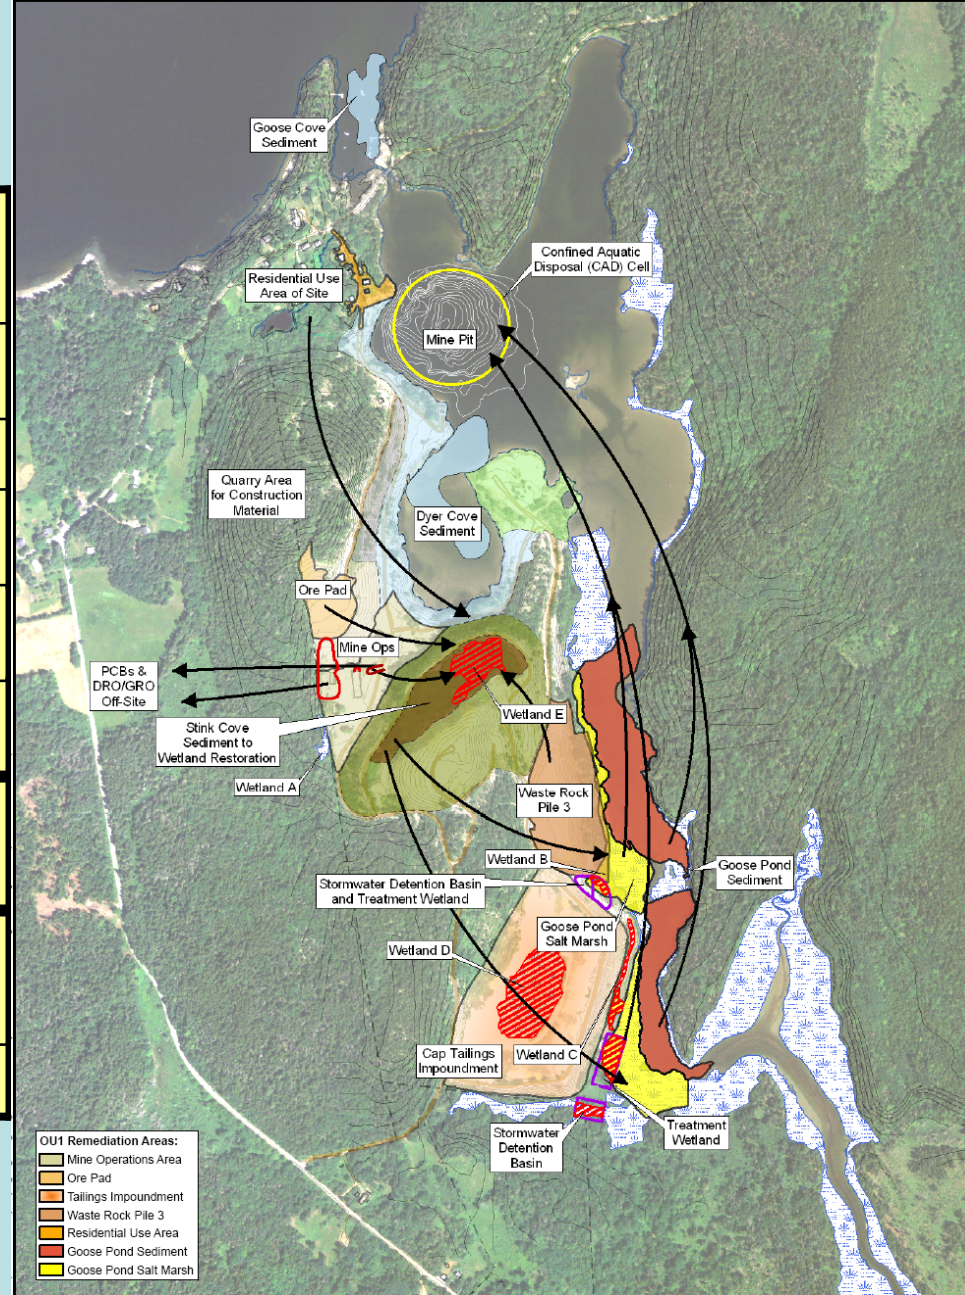 Goose Cove
Sediment
Confined Aquatic
Disposal (CAD) Cell
Residential Use
Area of Site
Mine Pit
Quarry Area
for Construction
Material
Dyer Cove
Sediment
Ore Pad
Mine Ops
PCBs &
DRO/GRO
Off-Site
Wetland E
Stink Cove
Sediment to
Wetland Restoration
Wetland A
Waste Rock
Pile 3
Wetland B
Goose Pond
Sediment
Stormwater Detention Basin
and Treatment Wetland
Goose Pond
Salt Marsh
Wetland D
Cap Tailings
Impoundment
Wetland C
Treatment
Wetland
Stormwater
Detention
Basin
OU1 Remediation Areas:
Mine Operations Area
Ore Pad
Tailings Impoundment
Waste Rock Pile 3
Residential Use Area
Goose Pond Sediment
Goose Pond Salt Marsh